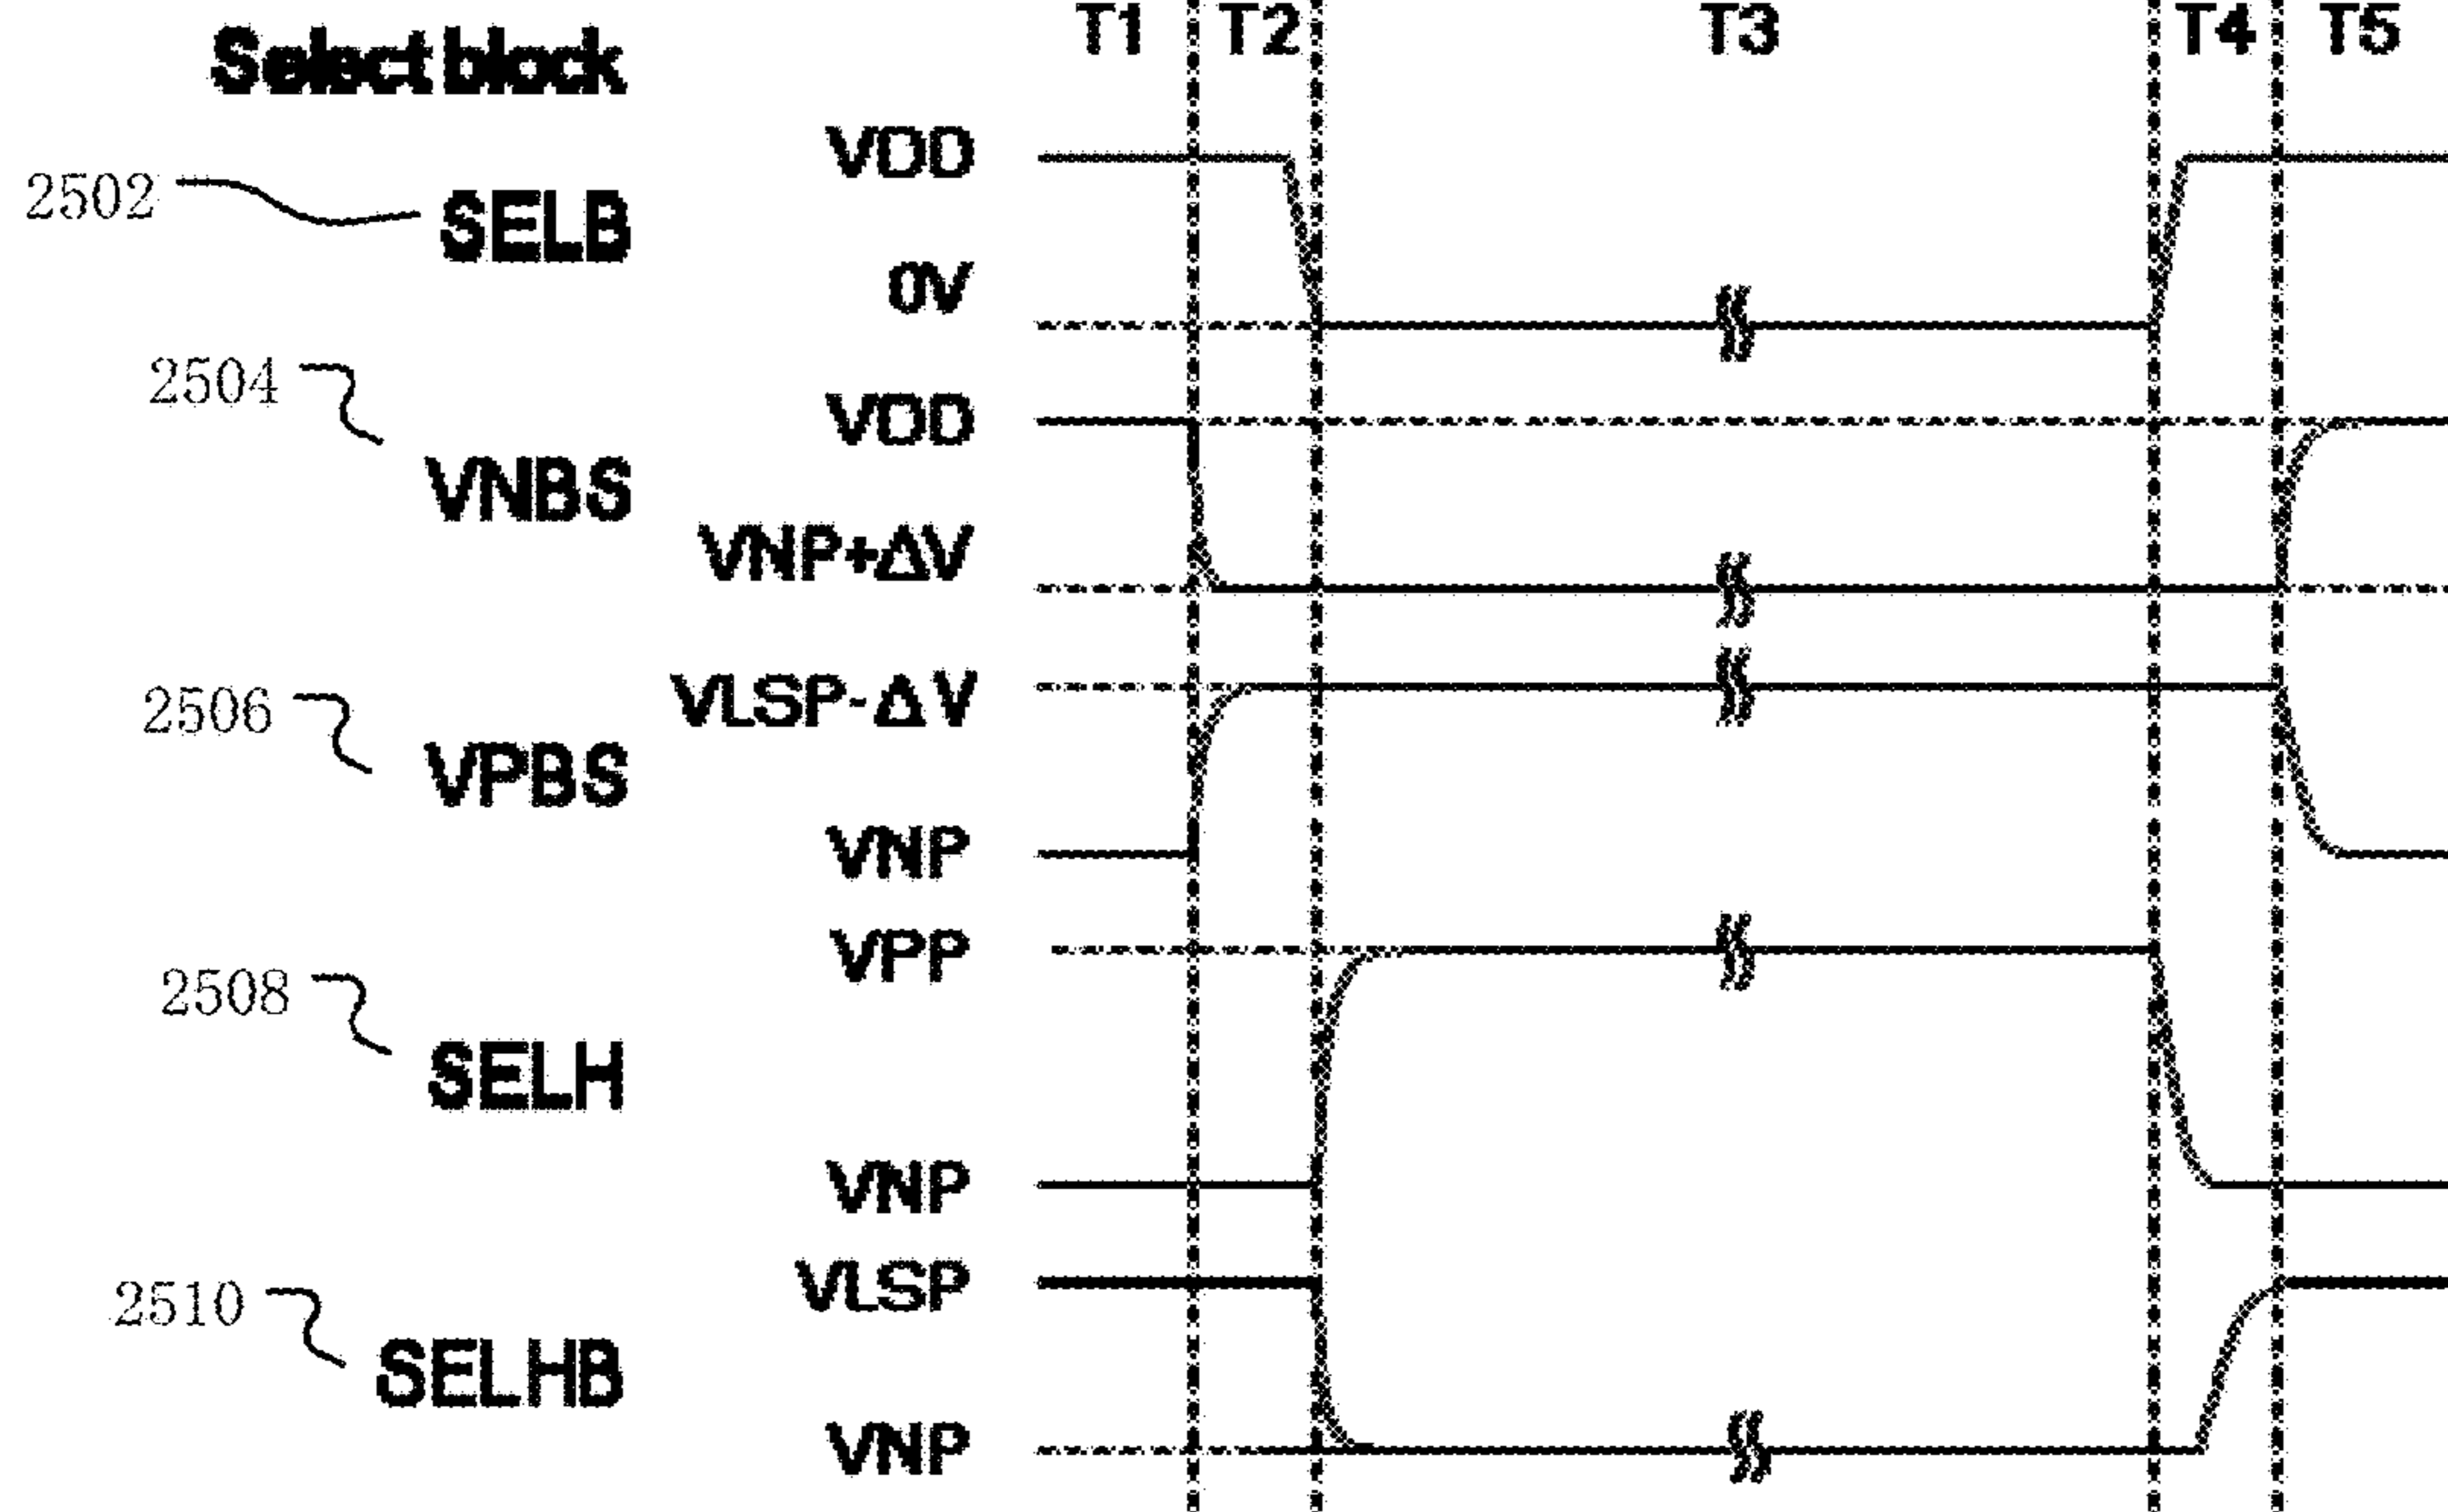 T1 T2 T3 T4 T5
Select block
VDD
2502 SELB
0V
2504
VDD
VNBS
VNP+ΔV
2506
VLSP-ΔV
VPBS
VNP
VPP
2508
SELH
VNP
VLSP
2510
SELHB
VNP